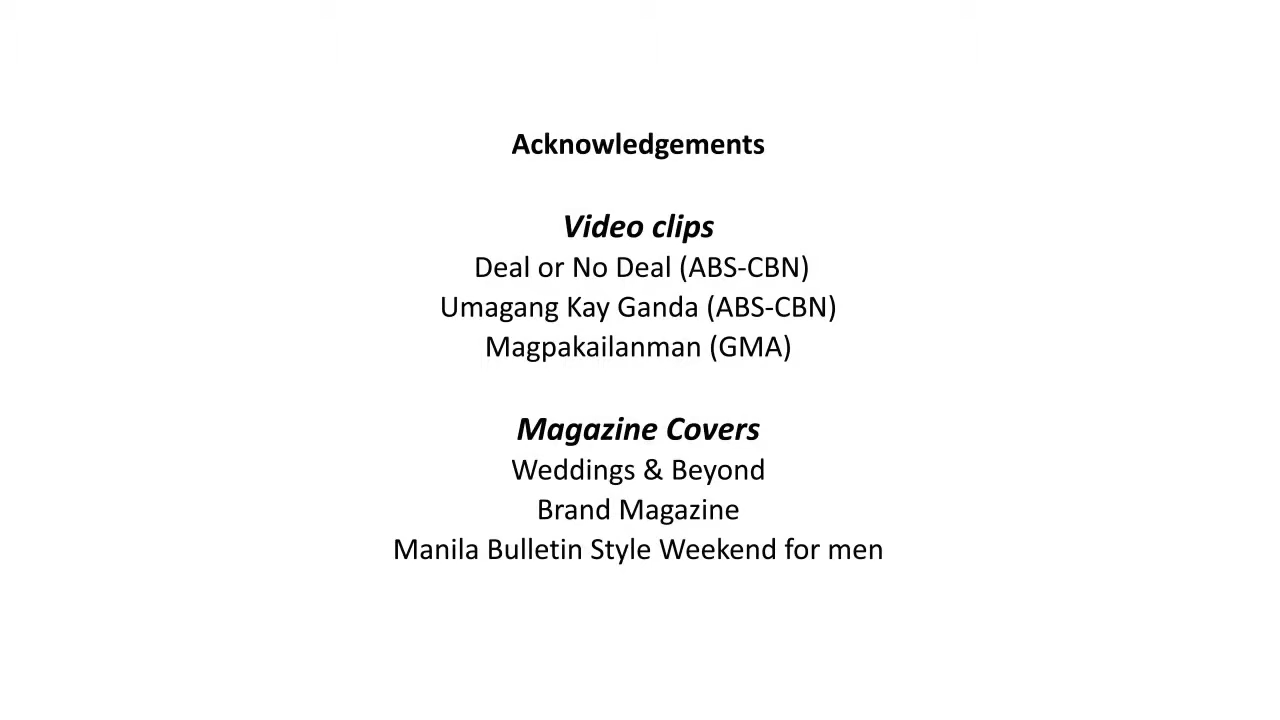 Acknowledgements
Video clips
Deal or No Deal (ABS-CBN)
Umagang Kay Ganda (ABS-CBN)
Magpakailanman (GMA)
Magazine Covers
Weddings & Beyond
Brand Magazine
Manila Bulletin Style Weekend for men